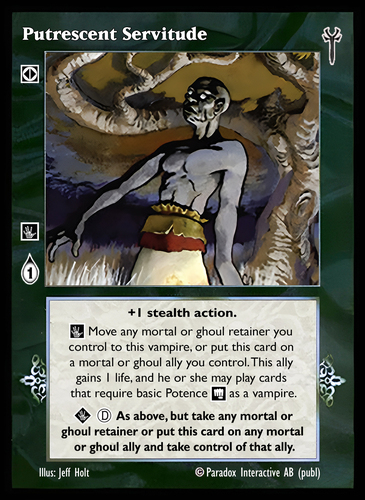 Putrescent Servitude
1
+1 stealth action.
Move any mortal or ghoul retainer you
control to this vampire, or put this card on
a mortal or ghoul ally you control. This ally
gains 1 life, and he or she may play cards
that require basic Potence as a vampire.
D As above, but take any mortal or
ghoul retainer or put this card on any mortal
or ghoul ally and take control of that ally.
Illus: Jeff Holt © Paradox Interactive AB (publ)